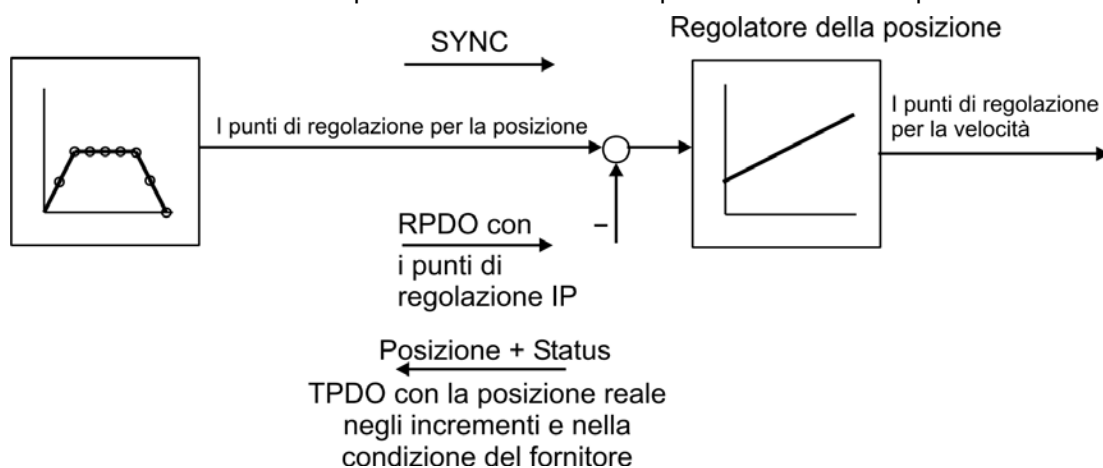 SYNC
Regolatore della posizione
I punti di regolazione per la posizione
I punti di regolazione
per la velocità
RPDO con
i punti di
regolazione IP
–
Posizione + Status
TPDO con la posizione reale
negli incrementi e nella
condizione del fornitore